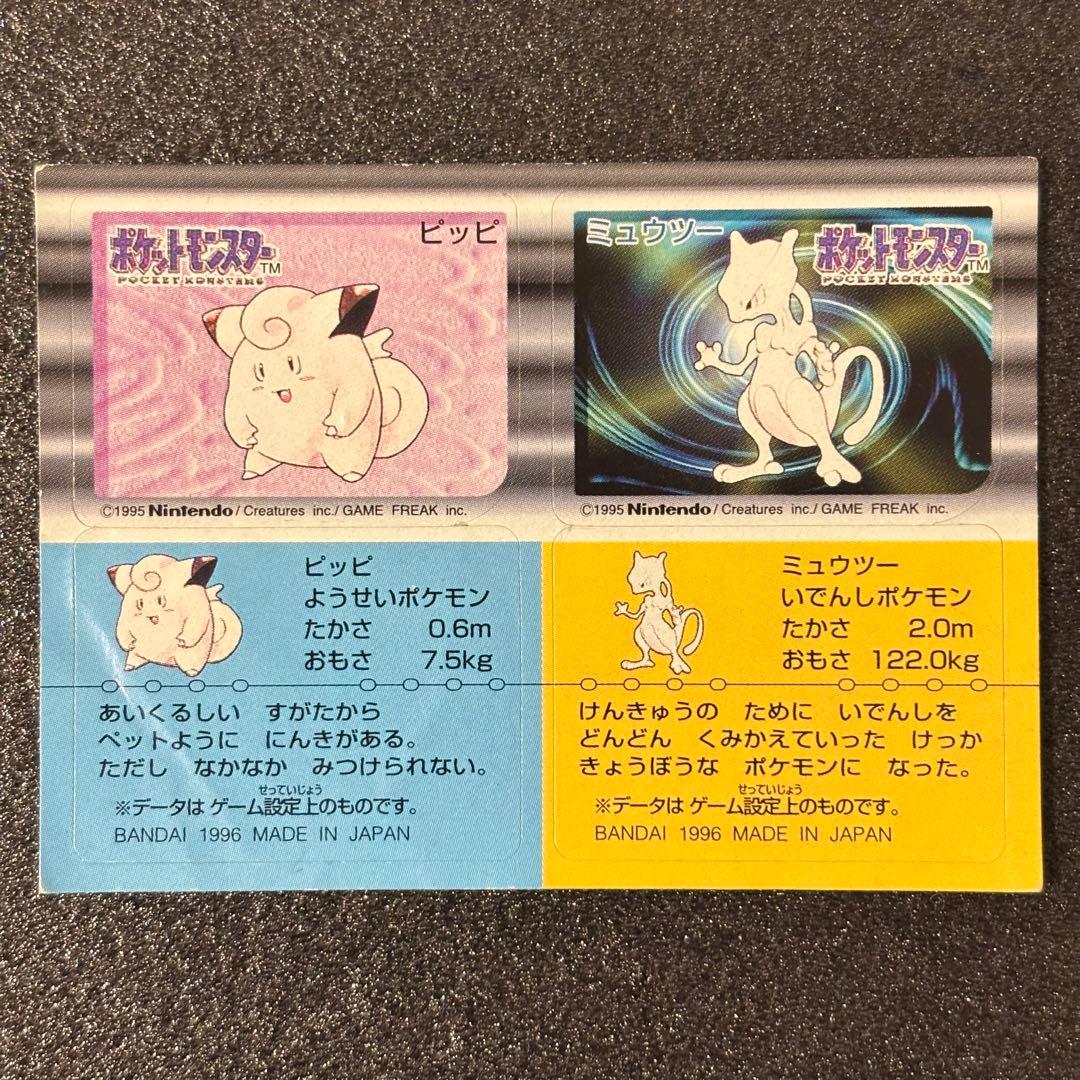 ピッピ
ポケットモンスター™
POCKET MONSTERS
©1995 Nintendo/Creatures inc./GAME FREAK inc.
ミュウツー
ポケットモンスター™
POCKET MONSTERS
©1995 Nintendo/Creatures inc./GAME FREAK inc.
ピッピ
ようせいポケモン
たかさ 0.6m
おもさ 7.5kg
あいくるしい すがたから
ペットように にんきがある。
ただし なかなか みつけられない。
せっていじょう
※データは ゲーム設定上のものです。
BANDAI 1996 MADE IN JAPAN
ミュウツー
いでんしポケモン
たかさ 2.0m
おもさ 122.0kg
けんきゅうの ために いでんしを
どんどん くみかえていった けっか
きょうぼうな ポケモンに なった。
せっていじょう
※データは ゲーム設定上のものです。
BANDAI 1996 MADE IN JAPAN